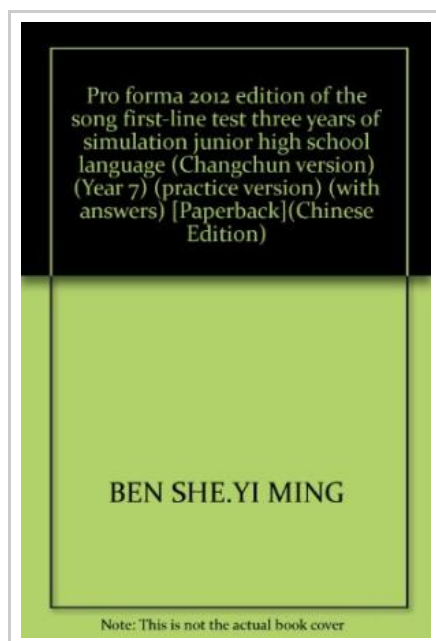 Pro forma 2012 edition of the
song first-line test three years of
simulation junior high school
language (Changchun version)
(Year 7) (practice version) (with
answers) [Paperback](Chinese
Edition)
BEN SHE.YI MING
Note: This is not the actual book cover